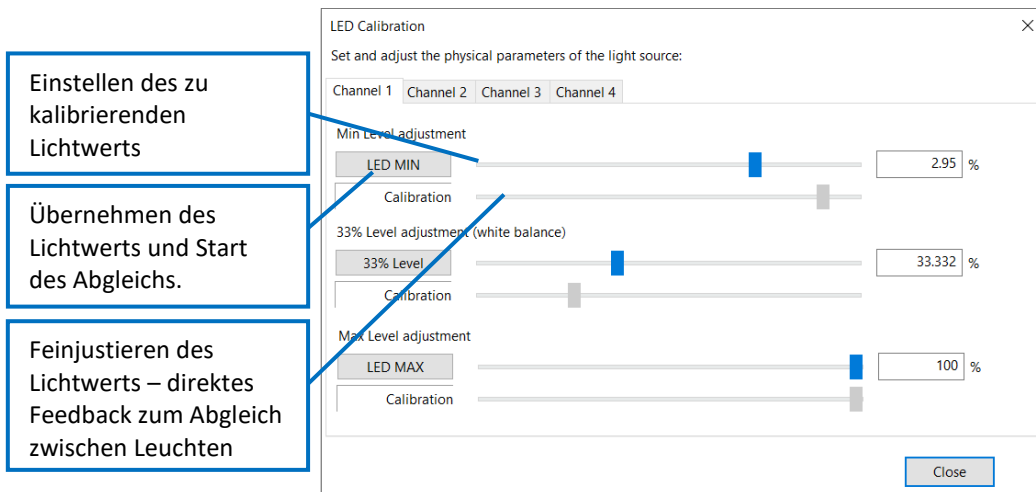 Einstellen des zu
kalibrierenden
Lichtwerts
Übernehmen des
Lichtwerts und Start
des Abgleichs.
Feinjustieren des
Lichtwerts – direktes
Feedback zum Abgleich
zwischen Leuchten
LED Calibration
Set and adjust the physical parameters of the light source:
Channel 1 Channel 2 Channel 3 Channel 4
Min Level adjustment
LED MIN 2.95 %
Calibration
33% Level adjustment (white balance)
33% Level 33.332 %
Calibration
Max Level adjustment
LED MAX 100 %
Calibration
Close